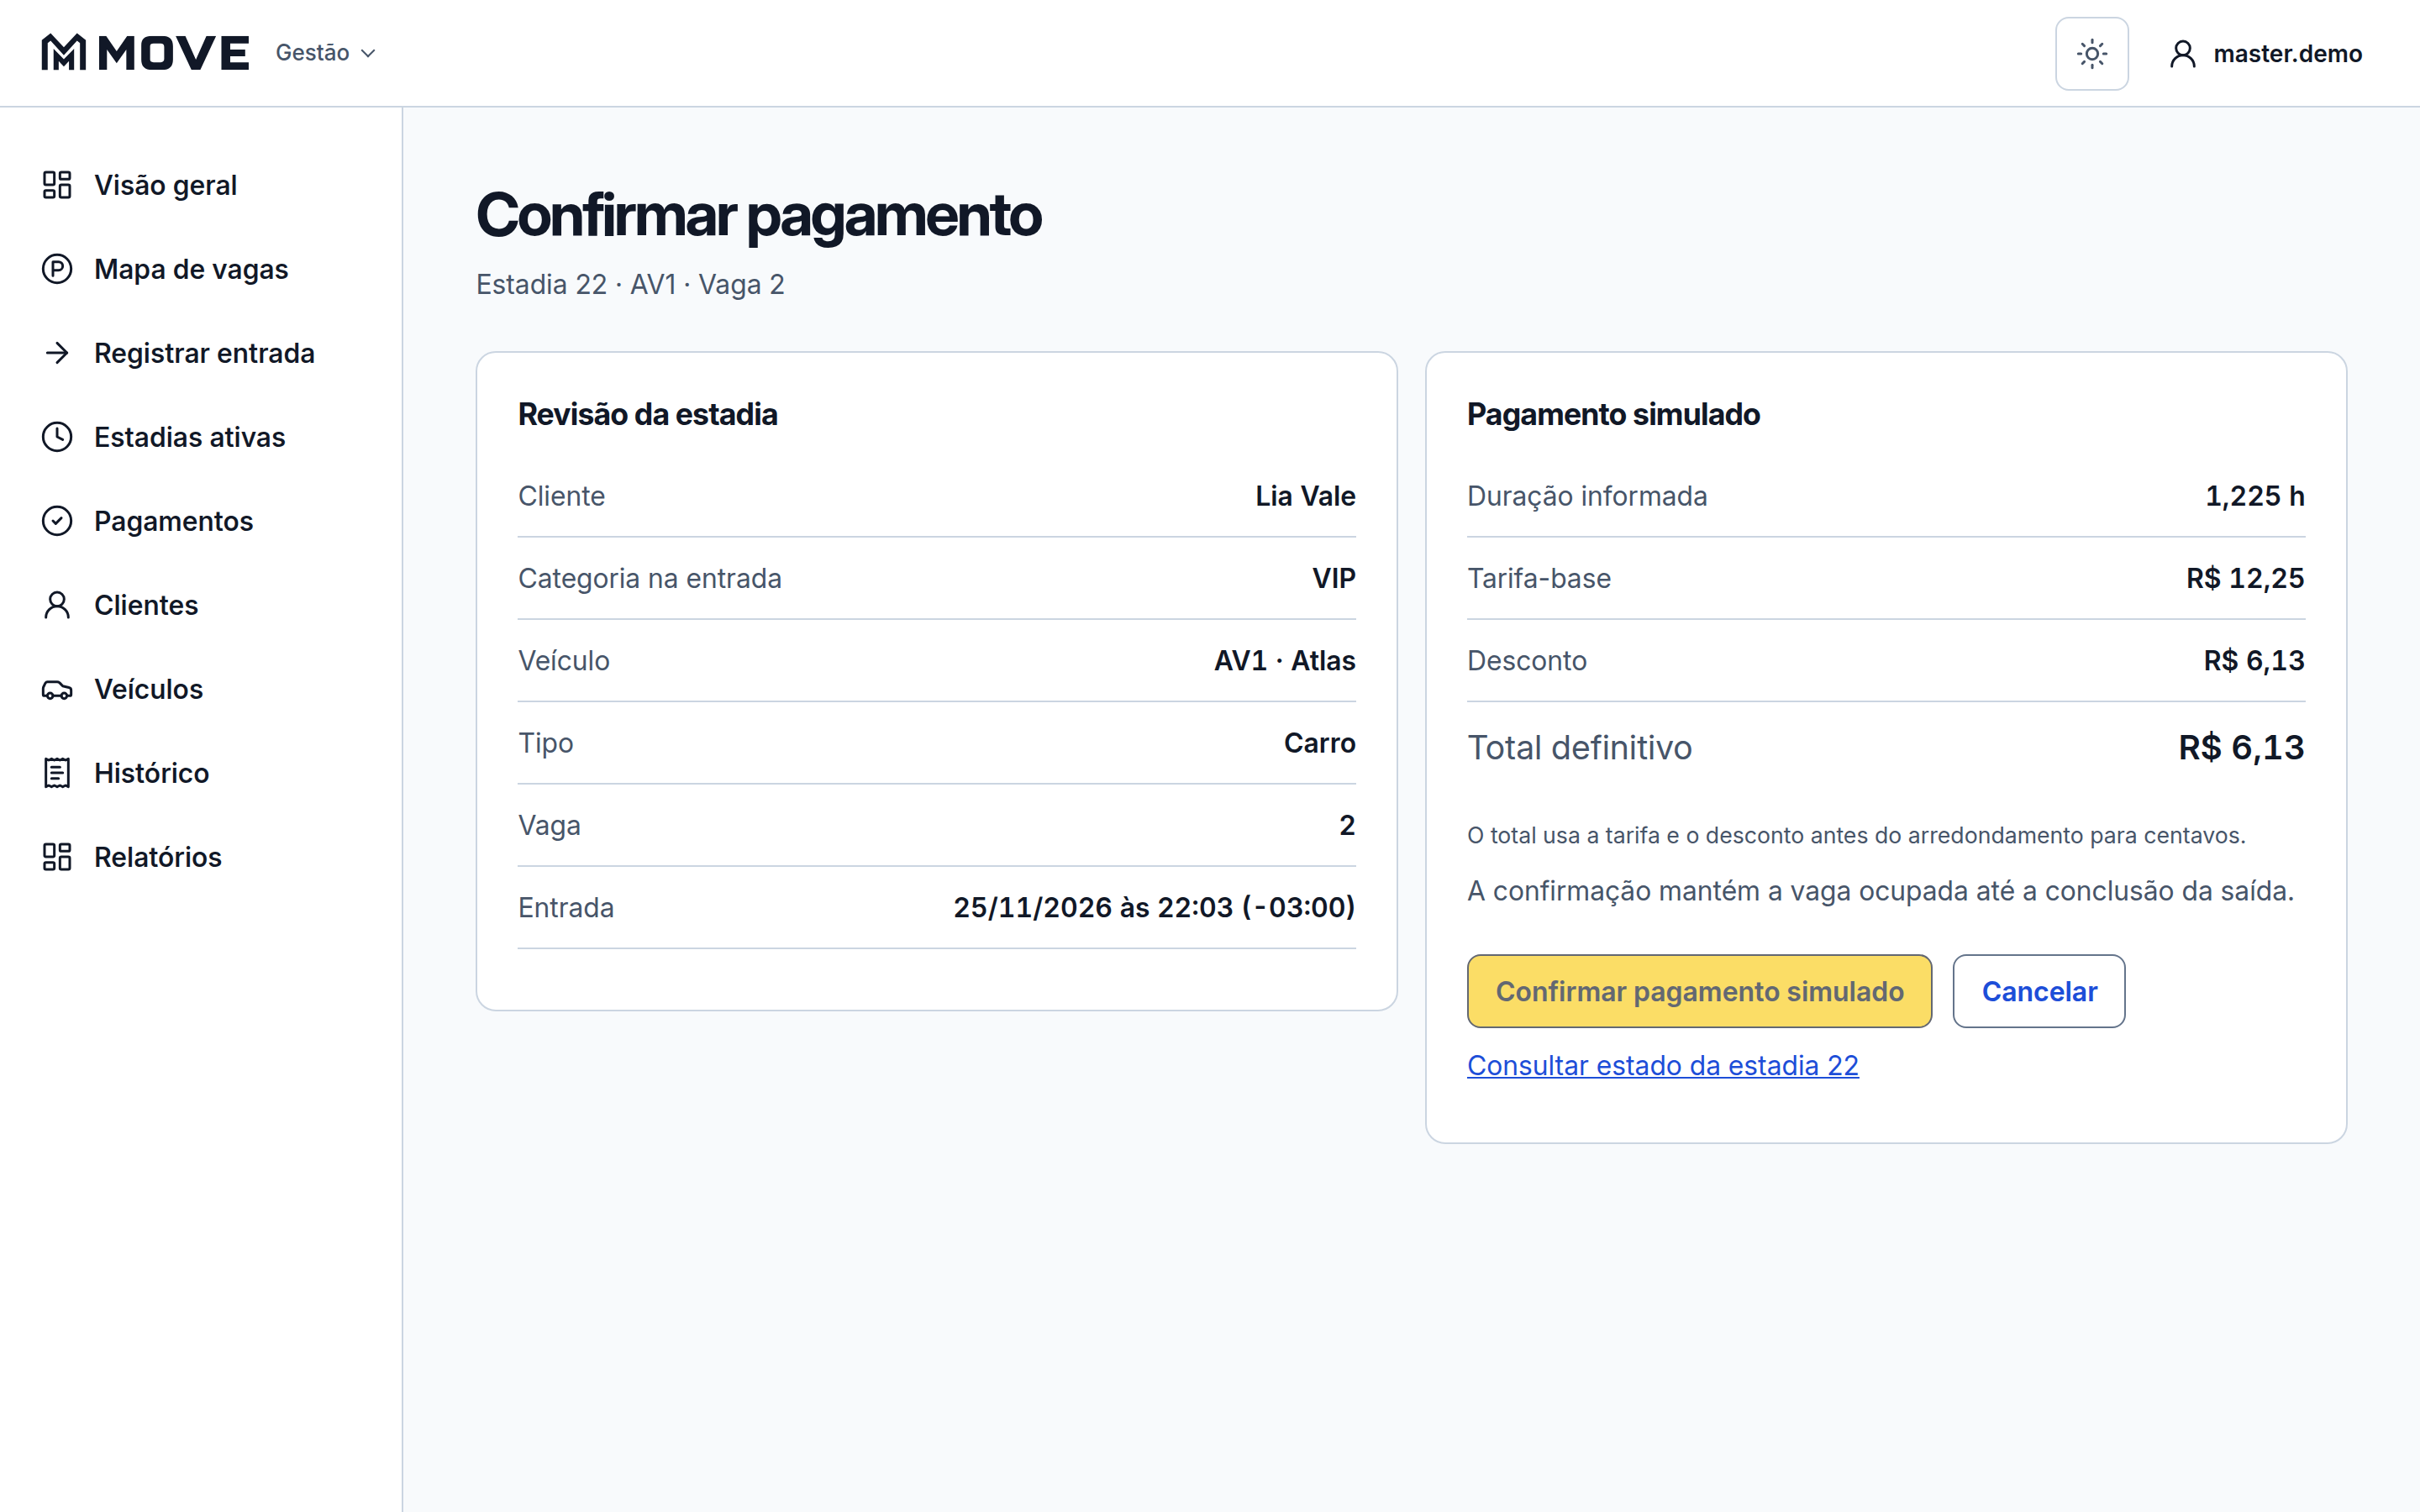 MOVE Gestão
master.demo
Visão geral
Mapa de vagas
Registrar entrada
Estadias ativas
Pagamentos
Clientes
Veículos
Histórico
Relatórios
Confirmar pagamento
Estadia 22 · AV1 · Vaga 2
Revisão da estadia
Cliente Lia Vale
Categoria na entrada VIP
Veículo AV1 · Atlas
Tipo Carro
Vaga 2
Entrada 25/11/2026 às 22:03 (-03:00)
Pagamento simulado
Duração informada 1,225 h
Tarifa-base R$ 12,25
Desconto R$ 6,13
Total definitivo R$ 6,13
O total usa a tarifa e o desconto antes do arredondamento para centavos.
A confirmação mantém a vaga ocupada até a conclusão da saída.
Confirmar pagamento simulado Cancelar
Consultar estado da estadia 22